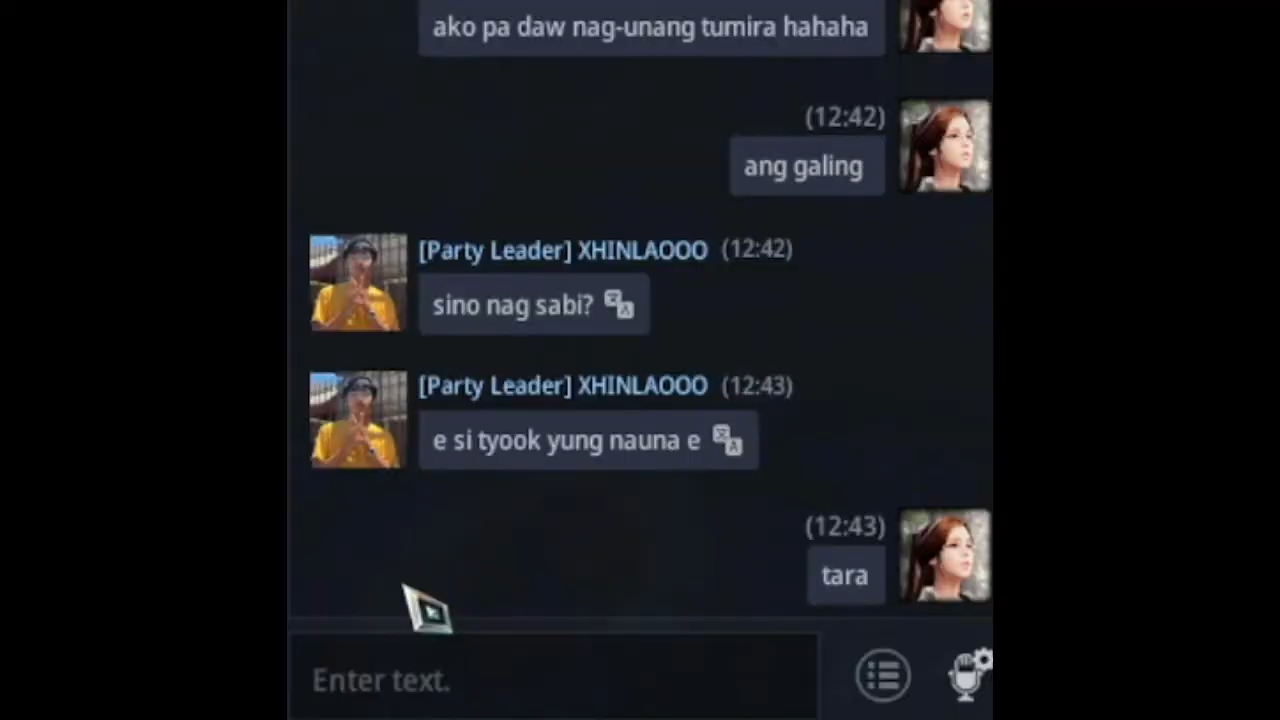 ako pa daw nag-unang tumira hahaha
(12:42)
ang galing
[Party Leader] XHINLAOOO (12:42)
sino nag sabi?
[Party Leader] XHINLAOOO (12:43)
e si tyook yung nauna e
(12:43)
tara
Enter text.